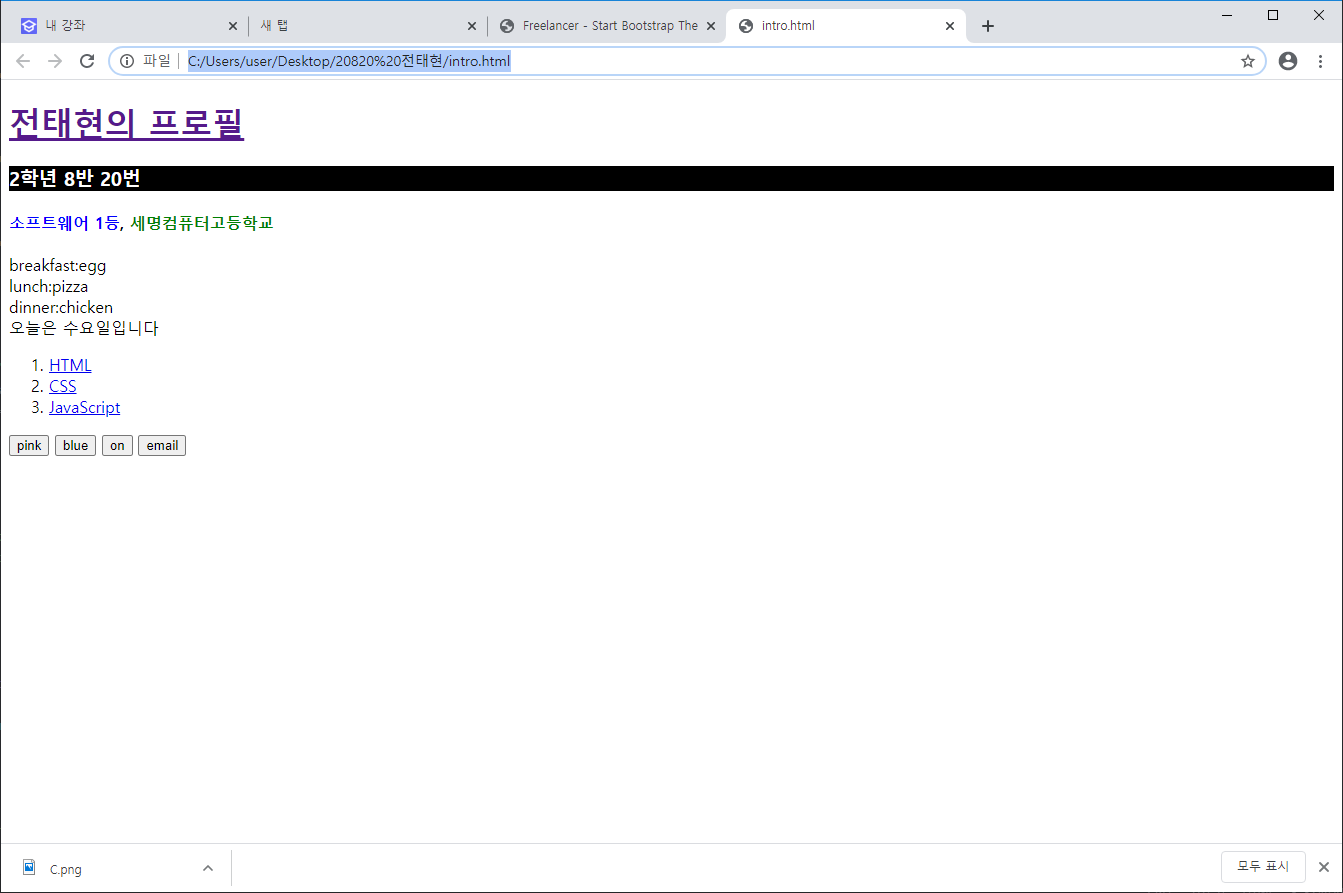 내 강좌
새 탭
Freelancer - Start Bootstrap The
intro.html
파일
C:/Users/user/Desktop/20820%20전태현/intro.html
전태현의 프로필
2학년 8반 20번
소프트웨어 1등, 세명컴퓨터고등학교
breakfast:egg
lunch:pizza
dinner:chicken
오늘은 수요일입니다
1. HTML
2. CSS
3. JavaScript
pink blue on email
C.png
모두 표시